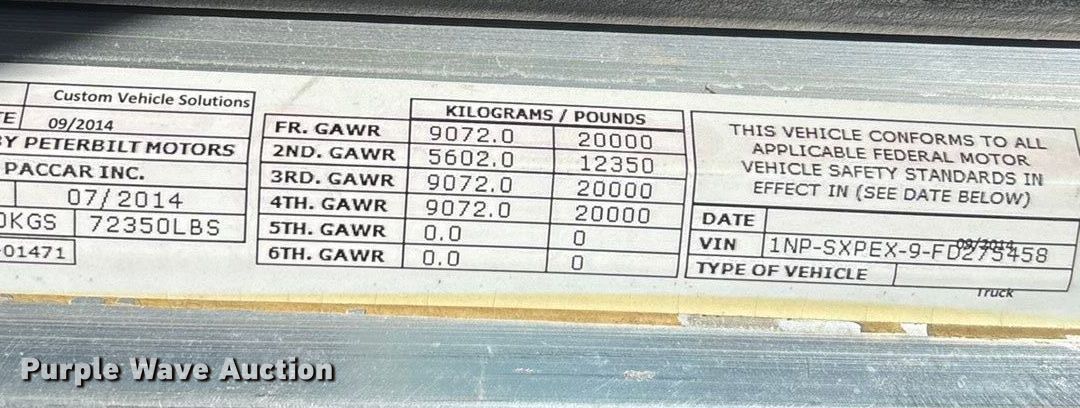 Custom Vehicle Solutions
TE 09/2014
BY PETERBILT MOTORS
PACCAR INC.
07/2014
0KGS 72350LBS
-01471
KILOGRAMS / POUNDS
FR. GAWR 9072.0 20000
2ND. GAWR 5602.0 12350
3RD. GAWR 9072.0 20000
4TH. GAWR 9072.0 20000
5TH. GAWR 0.0 0
6TH. GAWR 0.0 0
THIS VEHICLE CONFORMS TO ALL
APPLICABLE FEDERAL MOTOR
VEHICLE SAFETY STANDARDS IN
EFFECT IN (SEE DATE BELOW)
DATE
09/2014
VIN 1NP-SXPEX-9-FD275458
TYPE OF VEHICLE
Truck
Purple Wave Auction